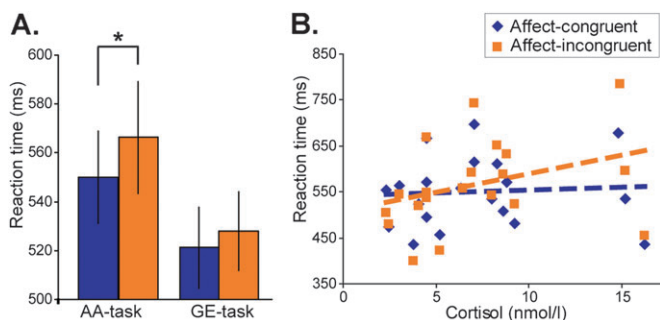 A.
Reaction time (ms)
600
580
560
540
520
500
*
AA-task
GE-task
B.
Affect-congruent
Affect-incongruent
Reaction time (ms)
850
750
650
550
450
350
0
5
10
15
Cortisol (nmol/l)